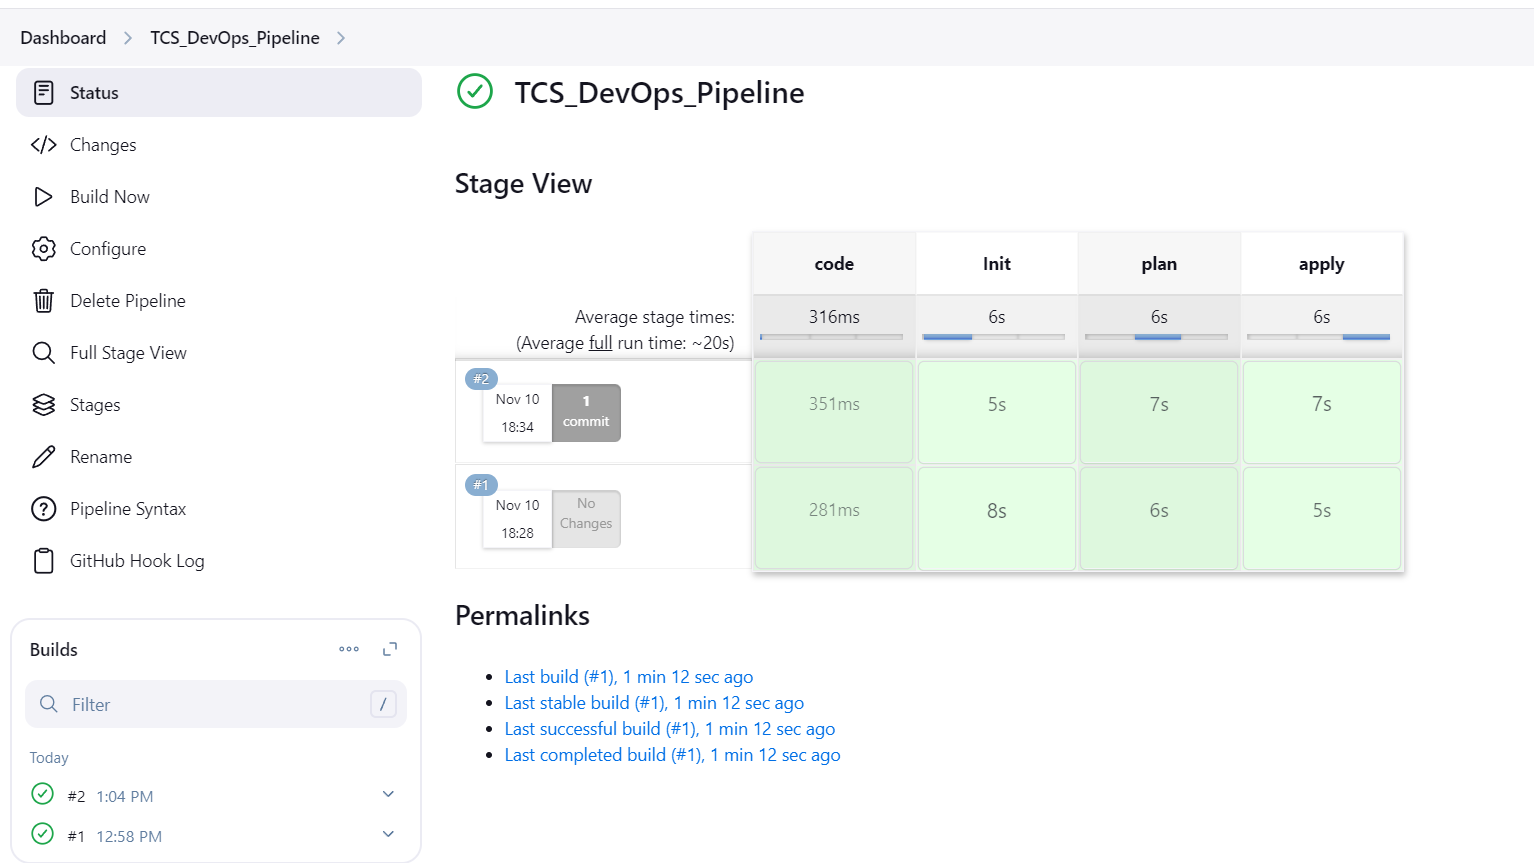 Dashboard
TCS_DevOps_Pipeline
Status
Changes
Build Now
Configure
Delete Pipeline
Full Stage View
Stages
Rename
Pipeline Syntax
GitHub Hook Log
Builds
Filter
/
Today
#2 1:04 PM
#1 12:58 PM
TCS_DevOps_Pipeline
Stage View
code Init plan apply
Average stage times: 316ms 6s 6s 6s
(Average full run time: ~20s)
#2
Nov 10 1
18:34 commit
351ms 5s 7s 7s
#1
Nov 10 No
18:28 Changes
281ms 8s 6s 5s
Permalinks
Last build (#1), 1 min 12 sec ago
Last stable build (#1), 1 min 12 sec ago
Last successful build (#1), 1 min 12 sec ago
Last completed build (#1), 1 min 12 sec ago